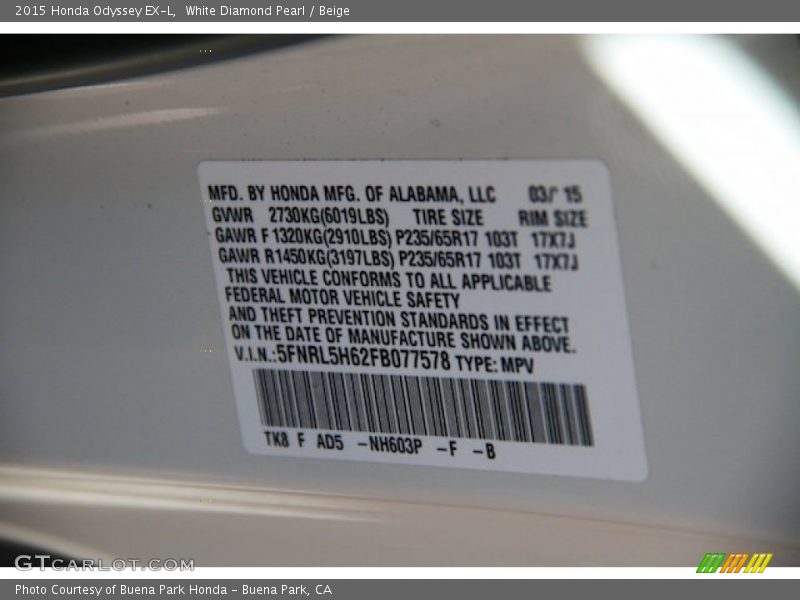 2015 Honda Odyssey EX-L, White Diamond Pearl / Beige
MFD. BY HONDA MFG. OF ALABAMA, LLC 03/ 15
GVWR 2730KG(6019LBS) TIRE SIZE RIM SIZE
GAWR F 1320KG(2910LBS) P235/65R17 103T 17X7J
GAWR R1450KG(3197LBS) P235/65R17 103T 17X7J
THIS VEHICLE CONFORMS TO ALL APPLICABLE
FEDERAL MOTOR VEHICLE SAFETY
AND THEFT PREVENTION STANDARDS IN EFFECT
ON THE DATE OF MANUFACTURE SHOWN ABOVE.
V.I.N.:5FNRL5H62FB077578 TYPE: MPV
TK8 F AD5 -NH603P -F -B
GTCARLOT.COM
Photo Courtesy of Buena Park Honda - Buena Park, CA